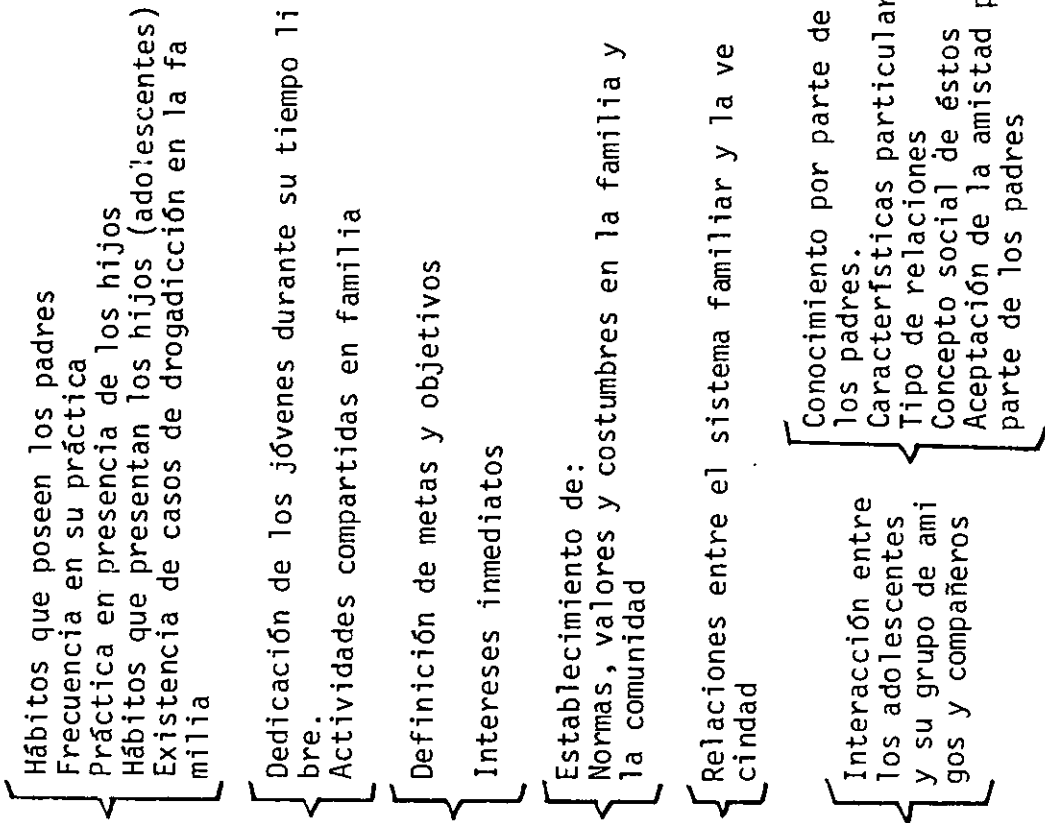 Hábitos que poseen los padres
Frecuencia en su práctica
Práctica en presencia de los hijos
Hábitos que presentan los hijos (adolescentes)
Existencia de casos de drogadicción en la fa
milia
Dedicación de los jóvenes durante su tiempo li
bre.
Actividades compartidas en familia
Definición de metas y objetivos
Intereses inmediatos
Establecimiento de:
Normas, valores y costumbres en la familia y
la comunidad
Relaciones entre el sistema familiar y la ve
cindad
Interacción entre
los adolescentes
y su grupo de ami
gos y compañeros
Conocimiento por parte de
los padres.
Características particular
Tipo de relaciones
Concepto social de éstos
Aceptación de la amistad p
parte de los padres